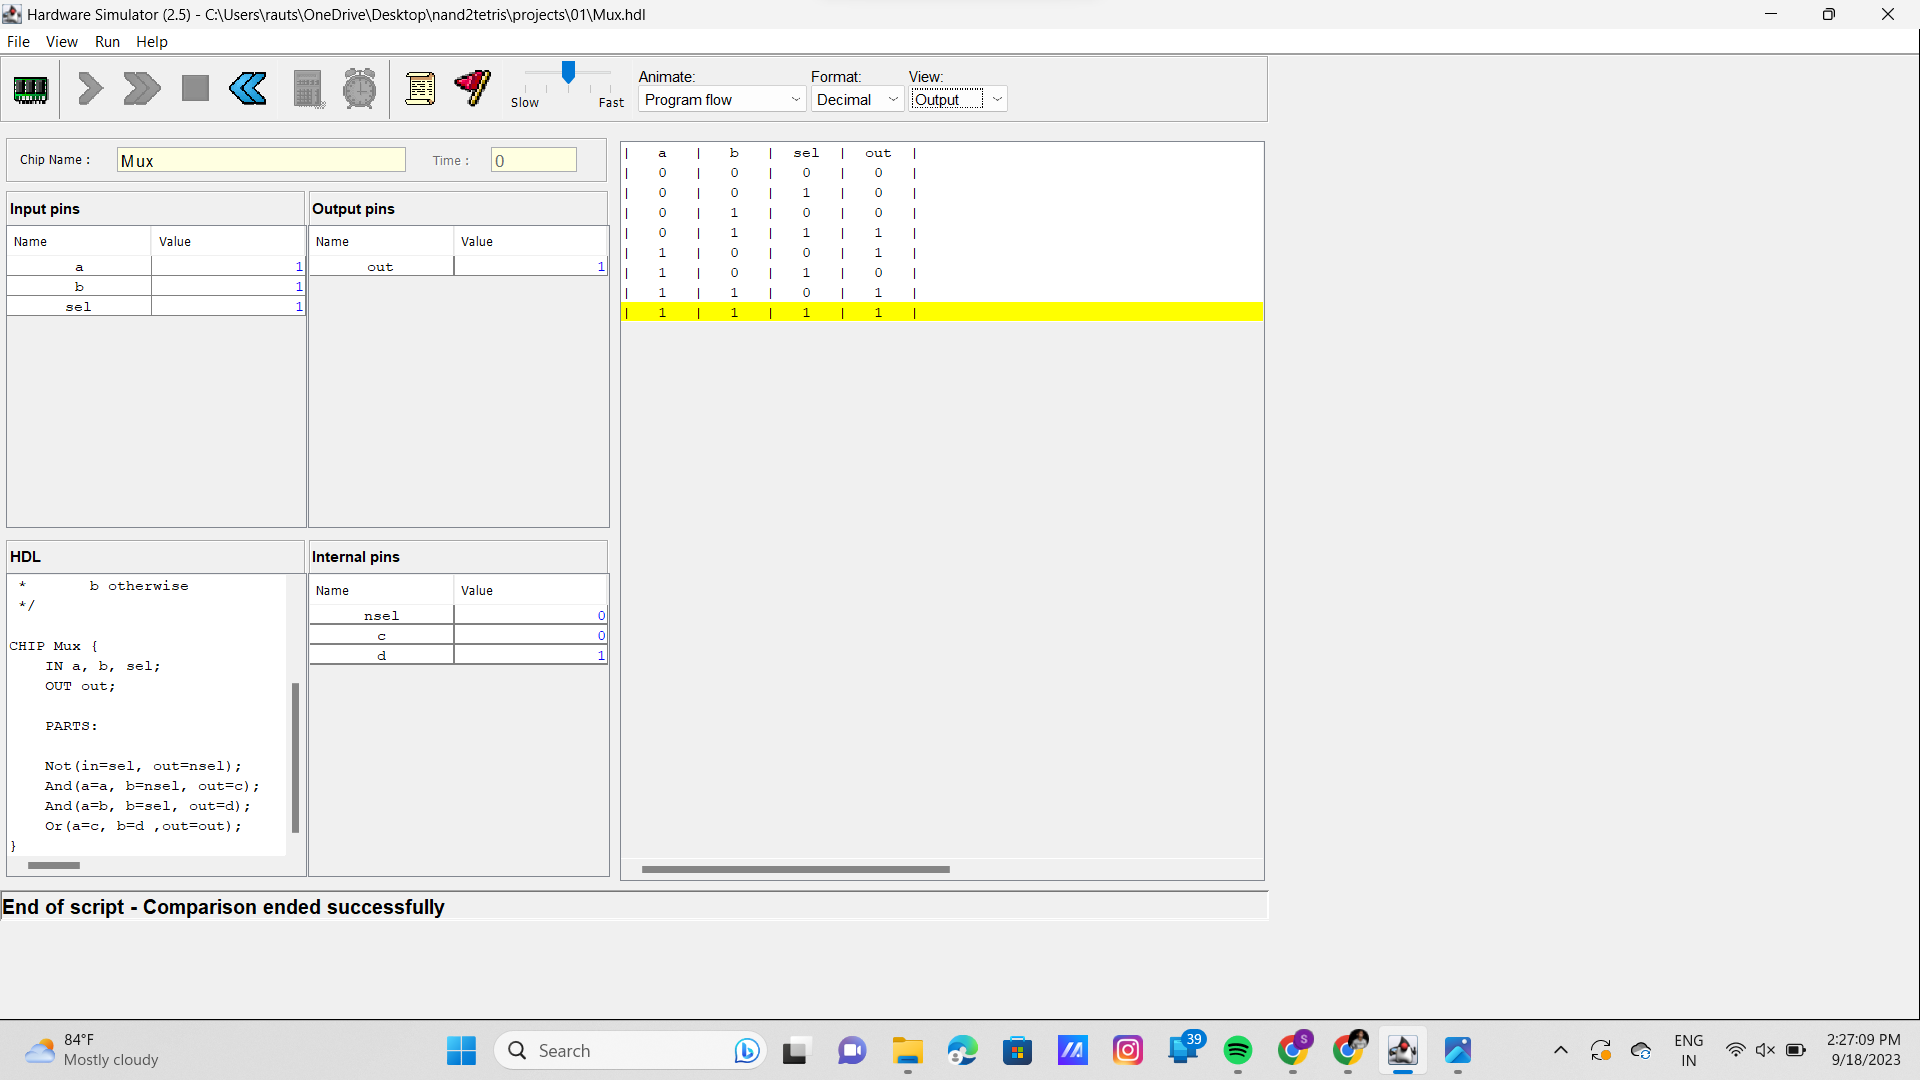 Hardware Simulator (2.5) - C:\Users\rauts\OneDrive\Desktop\nand2tetris\projects\01\Mux.hdl
File View Run Help
Animate: Format: View:
Slow Fast Program flow Decimal Output
Chip Name : Mux Time : 0
Input pins
Name Value
a 1
b 1
sel 1
Output pins
Name Value
out 1
| a | b | sel | out |
| 0 | 0 | 0 | 0 |
| 0 | 0 | 1 | 0 |
| 0 | 1 | 0 | 0 |
| 0 | 1 | 1 | 1 |
| 1 | 0 | 0 | 1 |
| 1 | 0 | 1 | 0 |
| 1 | 1 | 0 | 1 |
| 1 | 1 | 1 | 1 |
HDL
* b otherwise
*/
CHIP Mux {
IN a, b, sel;
OUT out;
PARTS:
Not(in=sel, out=nsel);
And(a=a, b=nsel, out=c);
And(a=b, b=sel, out=d);
Or(a=c, b=d ,out=out);
}
Internal pins
Name Value
nsel 0
c 0
d 1
End of script - Comparison ended successfully
84°F
Mostly cloudy
Search
39
S
ENG
IN
2:27:09 PM
9/18/2023